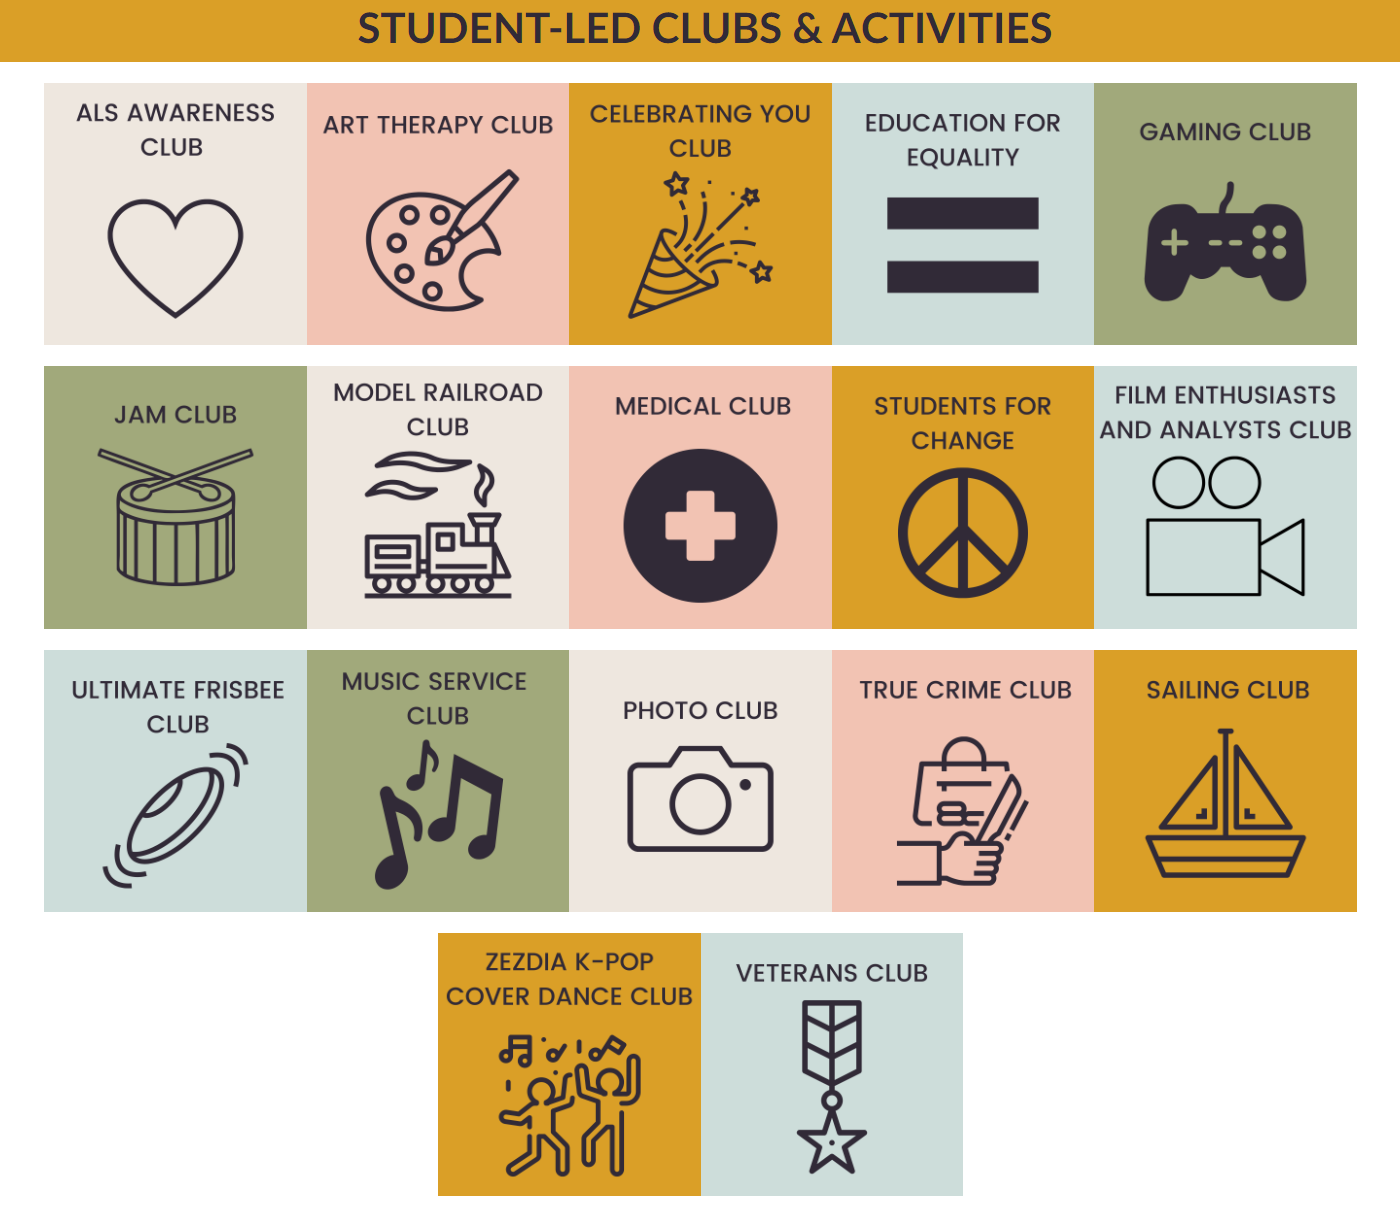 STUDENT-LED CLUBS & ACTIVITIES
ALS AWARENESS
CLUB
ART THERAPY CLUB
CELEBRATING YOU
CLUB
EDUCATION FOR
EQUALITY
GAMING CLUB
JAM CLUB
MODEL RAILROAD
CLUB
MEDICAL CLUB
STUDENTS FOR
CHANGE
FILM ENTHUSIASTS
AND ANALYSTS CLUB
ULTIMATE FRISBEE
CLUB
MUSIC SERVICE
CLUB
PHOTO CLUB
TRUE CRIME CLUB
SAILING CLUB
ZEZDIA K-POP
COVER DANCE CLUB
VETERANS CLUB